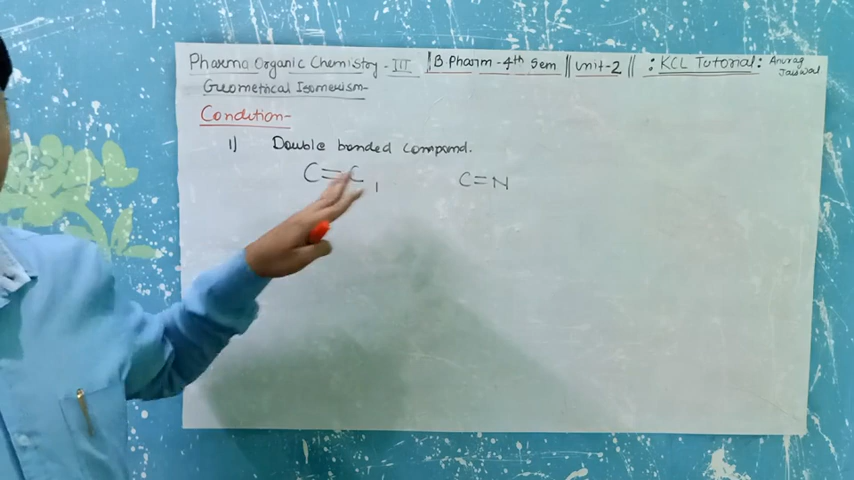 Pharma Organic Chemistry - III || B Pharm - 4th Sem || Unit - 2 || : KCL Tutorial : Anurag Jaiswal
Geometrical Isomerism-
Condition-
1) Double bonded compound.
C=C , C=N